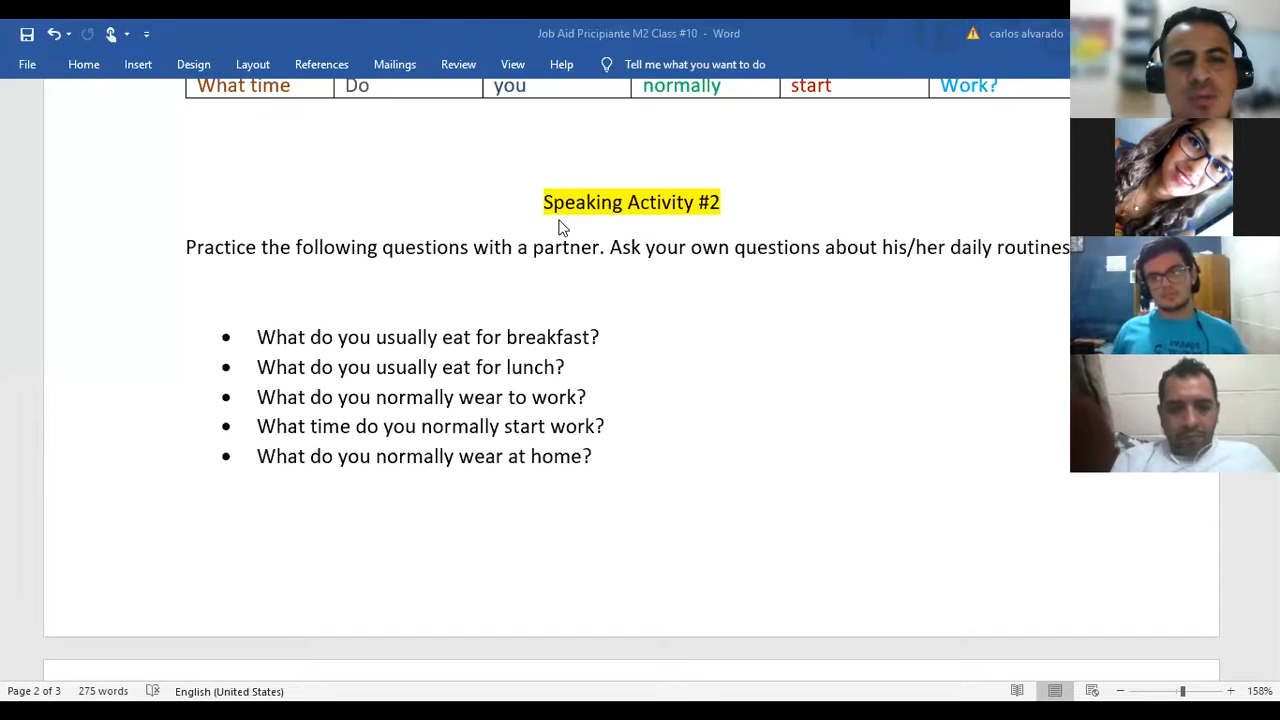 Job Aid Pricipiante M2 Class #10 - Word
carlos alvarado
File Home Insert Design Layout References Mailings Review View Help Tell me what you want to do
What time Do you normally start Work?
Speaking Activity #2
Practice the following questions with a partner. Ask your own questions about his/her daily routines
• What do you usually eat for breakfast?
• What do you usually eat for lunch?
• What do you normally wear to work?
• What time do you normally start work?
• What do you normally wear at home?
Page 2 of 3 275 words English (United States) 158%